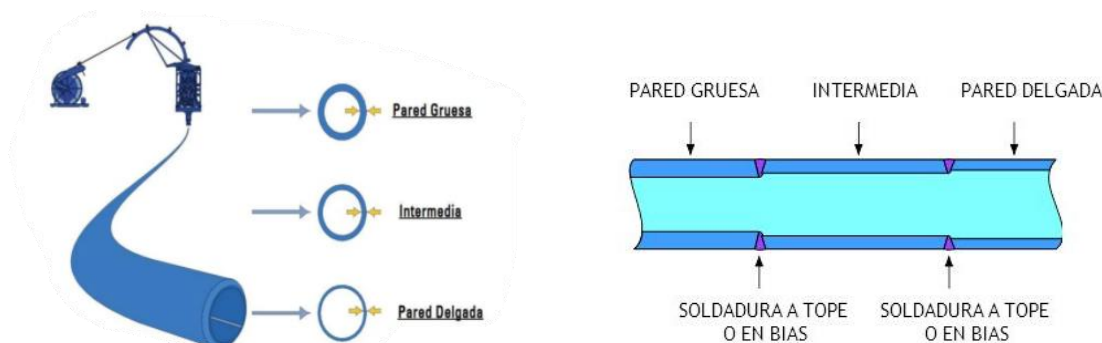 Pared Gruesa
Intermedia
Pared Delgada
PARED GRUESA
INTERMEDIA
PARED DELGADA
SOLDADURA A TOPE
O EN BIAS
SOLDADURA A TOPE
O EN BIAS